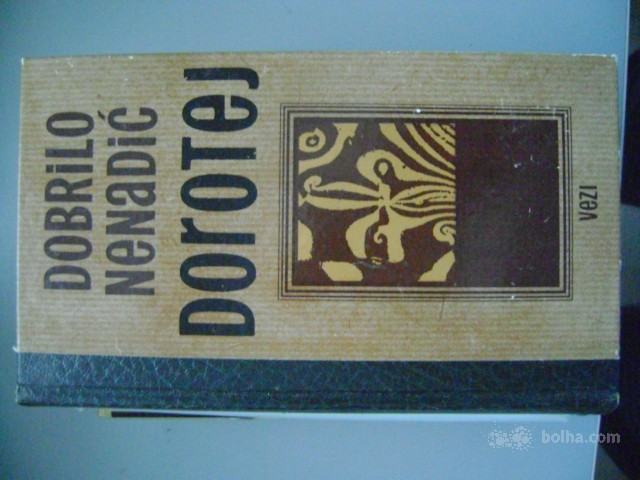 DOBRILO
NENADIĆ
DOROTEJ
VEZI
bolha.com